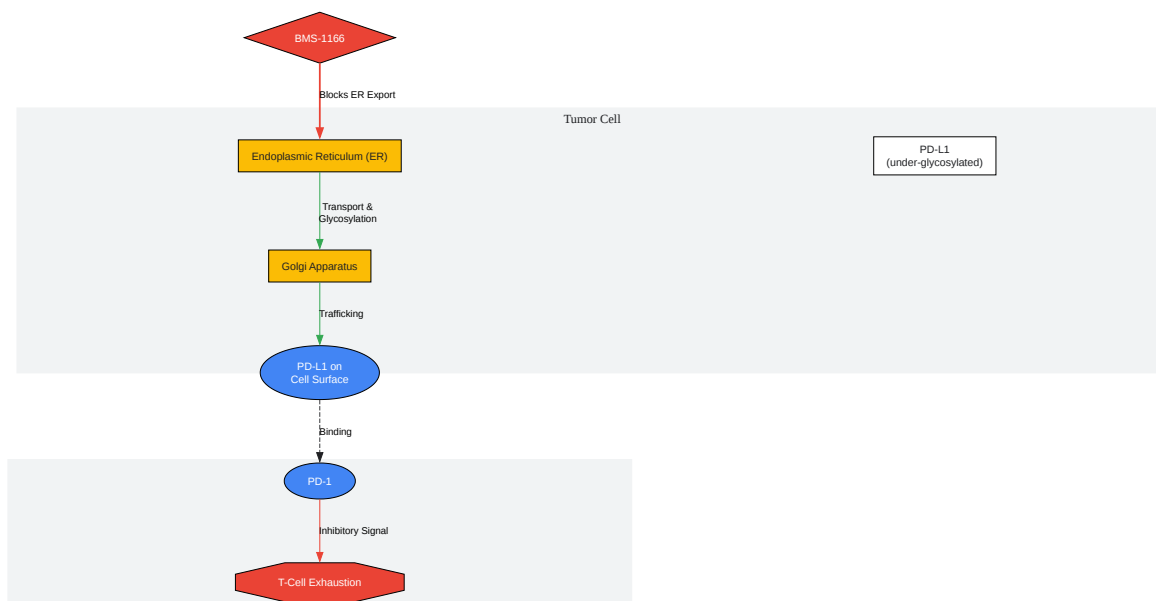 BMS-1166
Blocks ER Export
Tumor Cell
Endoplasmic Reticulum (ER)
PD-L1
(under-glycosylated)
Transport &
Glycosylation
Golgi Apparatus
Trafficking
PD-L1 on
Cell Surface
Binding
PD-1
Inhibitory Signal
T-Cell Exhaustion